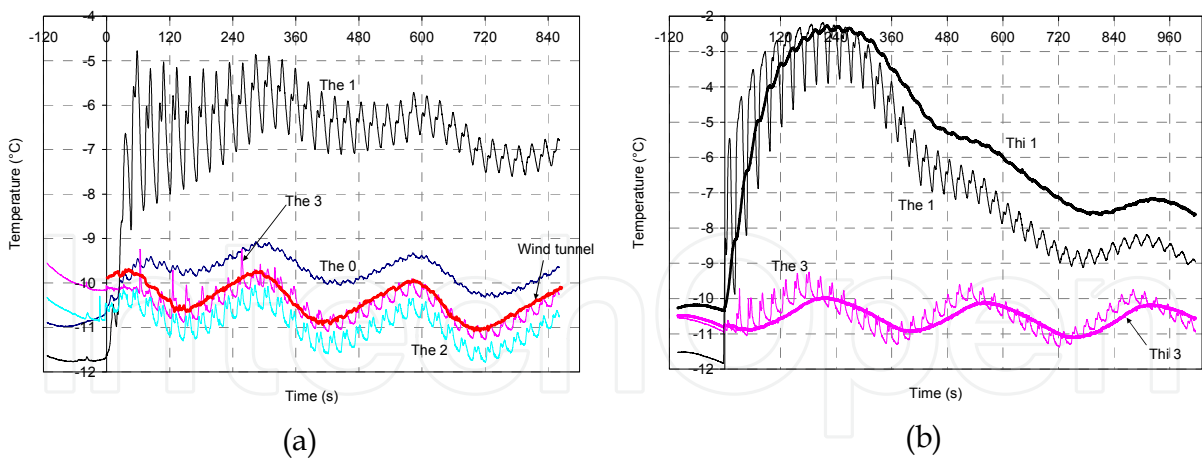 -4
-120 0 120 240 360 480 600 720 840
-5
-6
-7
-8
-9
-10
-11
-12
The 1
The 3
The 0
Wind tunnel
The 2
Temperature (°C)
Time (s)
(a)
-2
-120 0 120 240 360 480 600 720 840 960
-3
-4
-5
-6
-7
-8
-9
-10
-11
-12
Thi 1
The 1
The 3
Thi 3
Temperature (°C)
Time (s)
(b)
InTechOpen